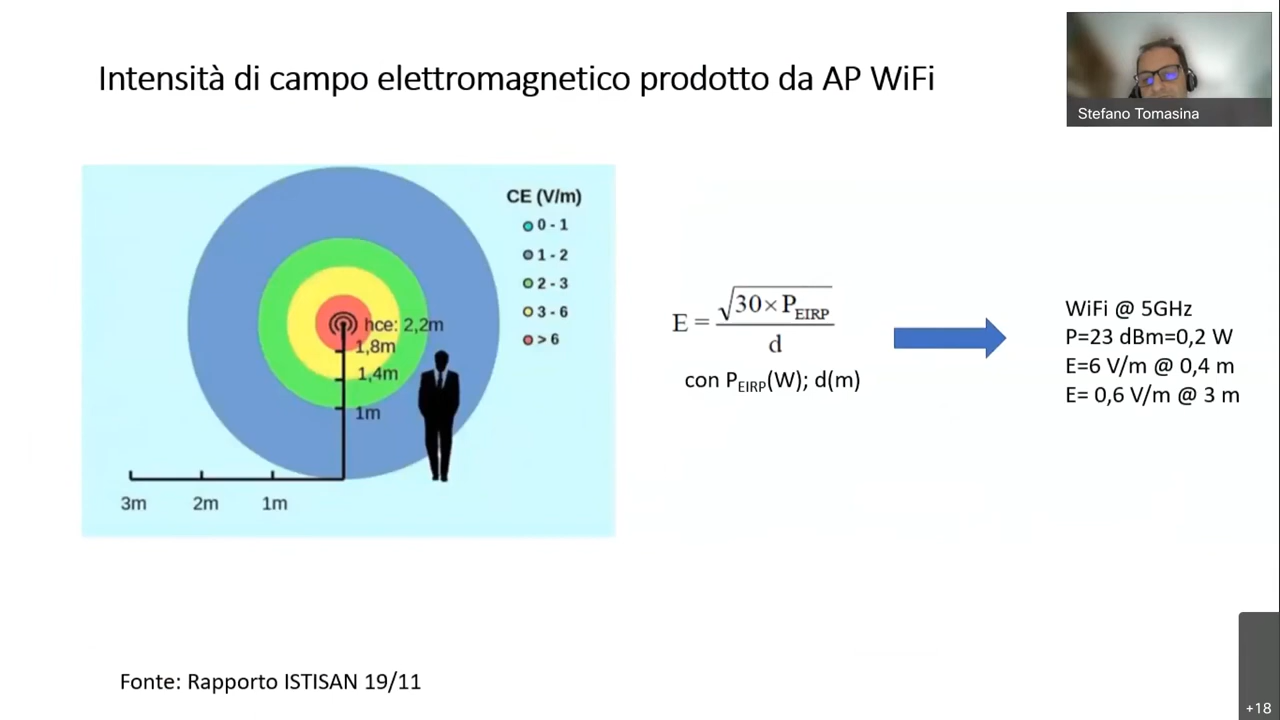 Intensità di campo elettromagnetico prodotto da AP WiFi
Stefano Tomasina
CE (V/m)
0 - 1
1 - 2
2 - 3
3 - 6
> 6
hce: 2,2m
1,8m
1,4m
1m
3m 2m 1m
E = √30×P_EIRP / d
con P_EIRP(W); d(m)
WiFi @ 5GHz
P=23 dBm=0,2 W
E=6 V/m @ 0,4 m
E= 0,6 V/m @ 3 m
Fonte: Rapporto ISTISAN 19/11
+18